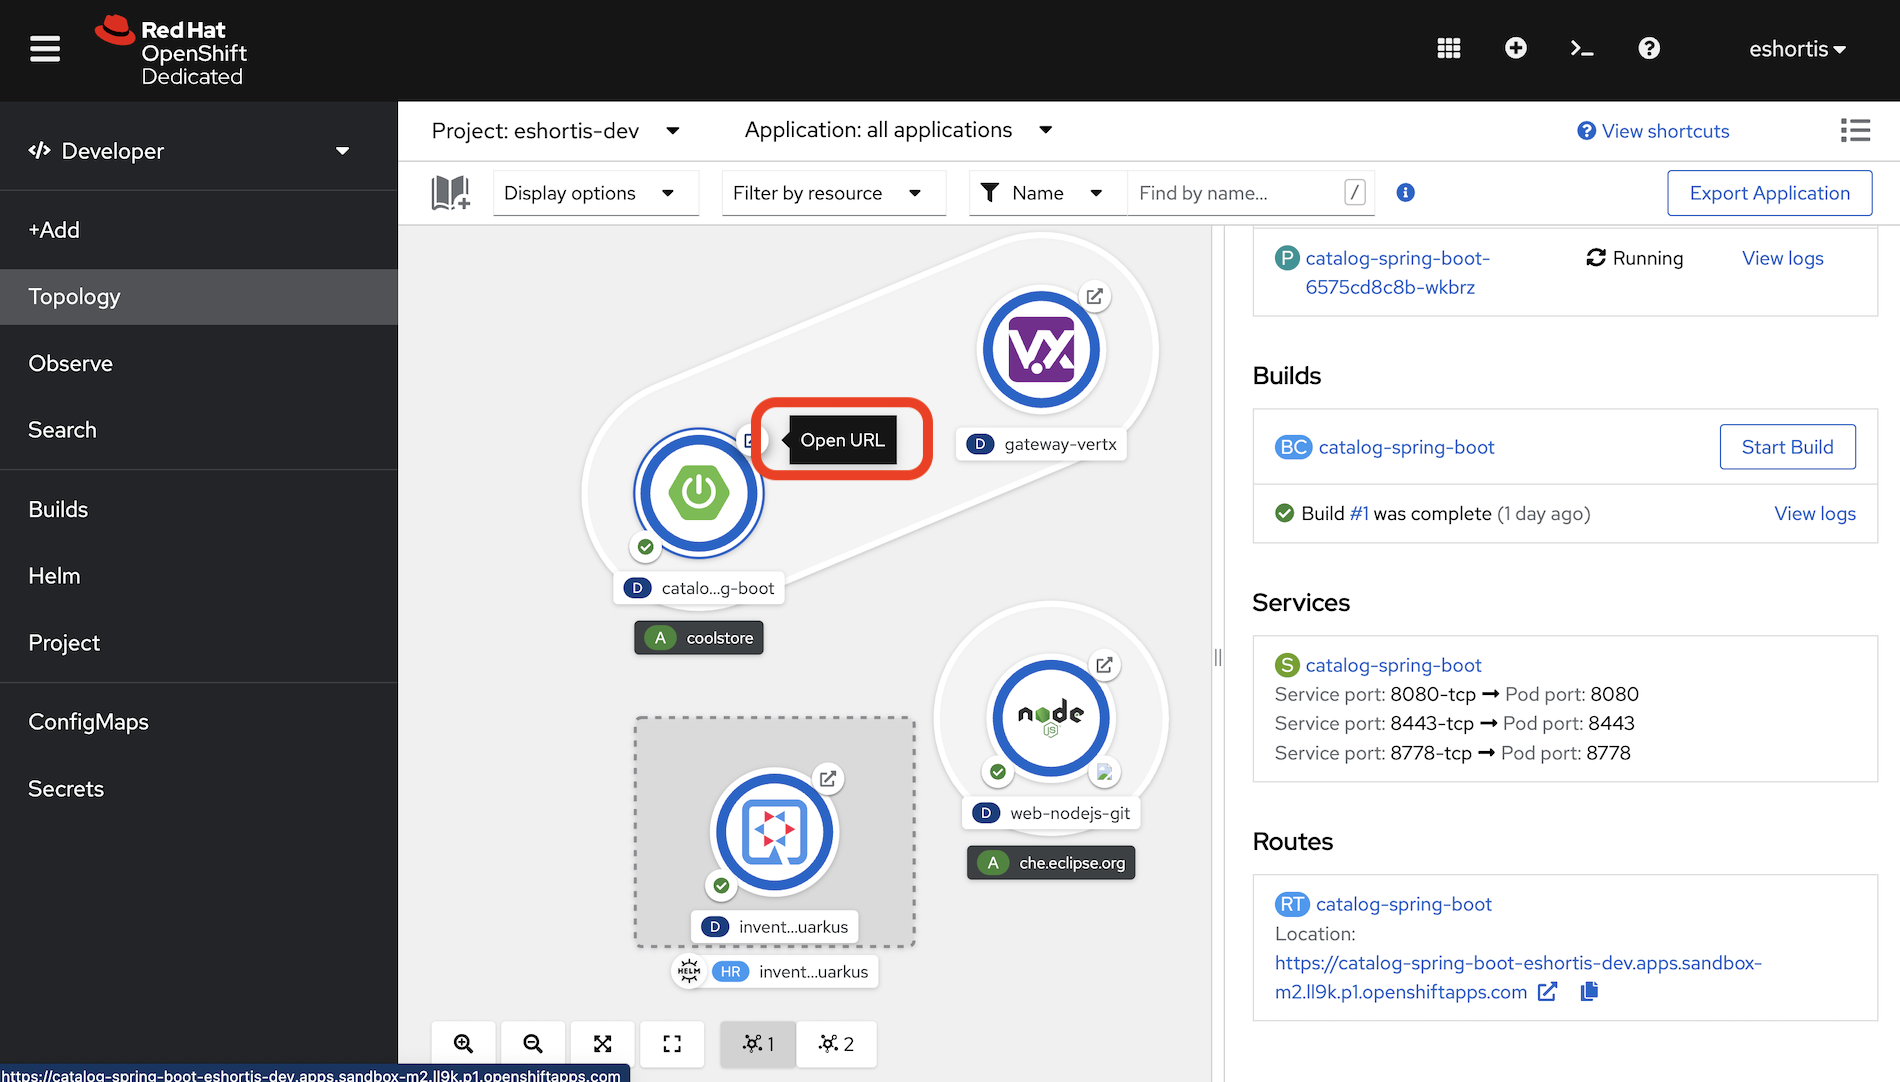 Red Hat
OpenShift
Dedicated
eshortis
Developer
+Add
Topology
Observe
Search
Builds
Helm
Project
ConfigMaps
Secrets
Project: eshortis-dev
Application: all applications
View shortcuts
Display options
Filter by resource
Name
Find by name...
/
Export Application
VX
D gateway-vertx
Open URL
D catalo...g-boot
A coolstore
node
JS
D web-nodejs-git
A che.eclipse.org
D invent...uarkus
HELM HR invent...uarkus
1
2
P catalog-spring-boot-
6575cd8c8b-wkbrz
Running
View logs
Builds
BC catalog-spring-boot
Start Build
Build #1 was complete (1 day ago)
View logs
Services
S catalog-spring-boot
Service port: 8080-tcp ➞ Pod port: 8080
Service port: 8443-tcp ➞ Pod port: 8443
Service port: 8778-tcp ➞ Pod port: 8778
Routes
RT catalog-spring-boot
Location:
https://catalog-spring-boot-eshortis-dev.apps.sandbox-
m2.ll9k.p1.openshiftapps.com
https://catalog-spring-boot-eshortis-dev.apps.sandbox-m2.ll9k.p1.openshiftapps.com